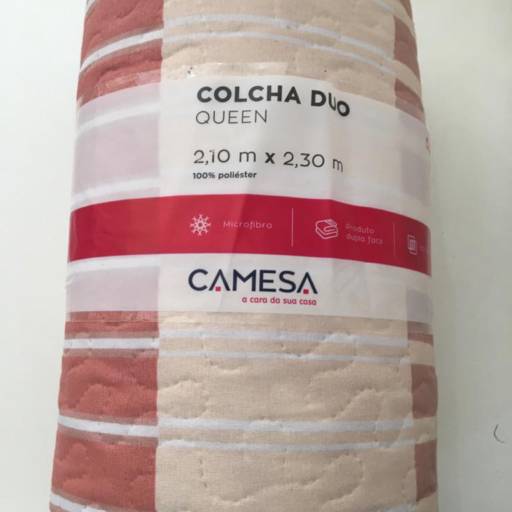 COLCHA DUO
QUEEN
2,10 m x 2,30 m
100% poliéster
Microfibra
Produto
dupla face
CAMESA
a cara da sua casa